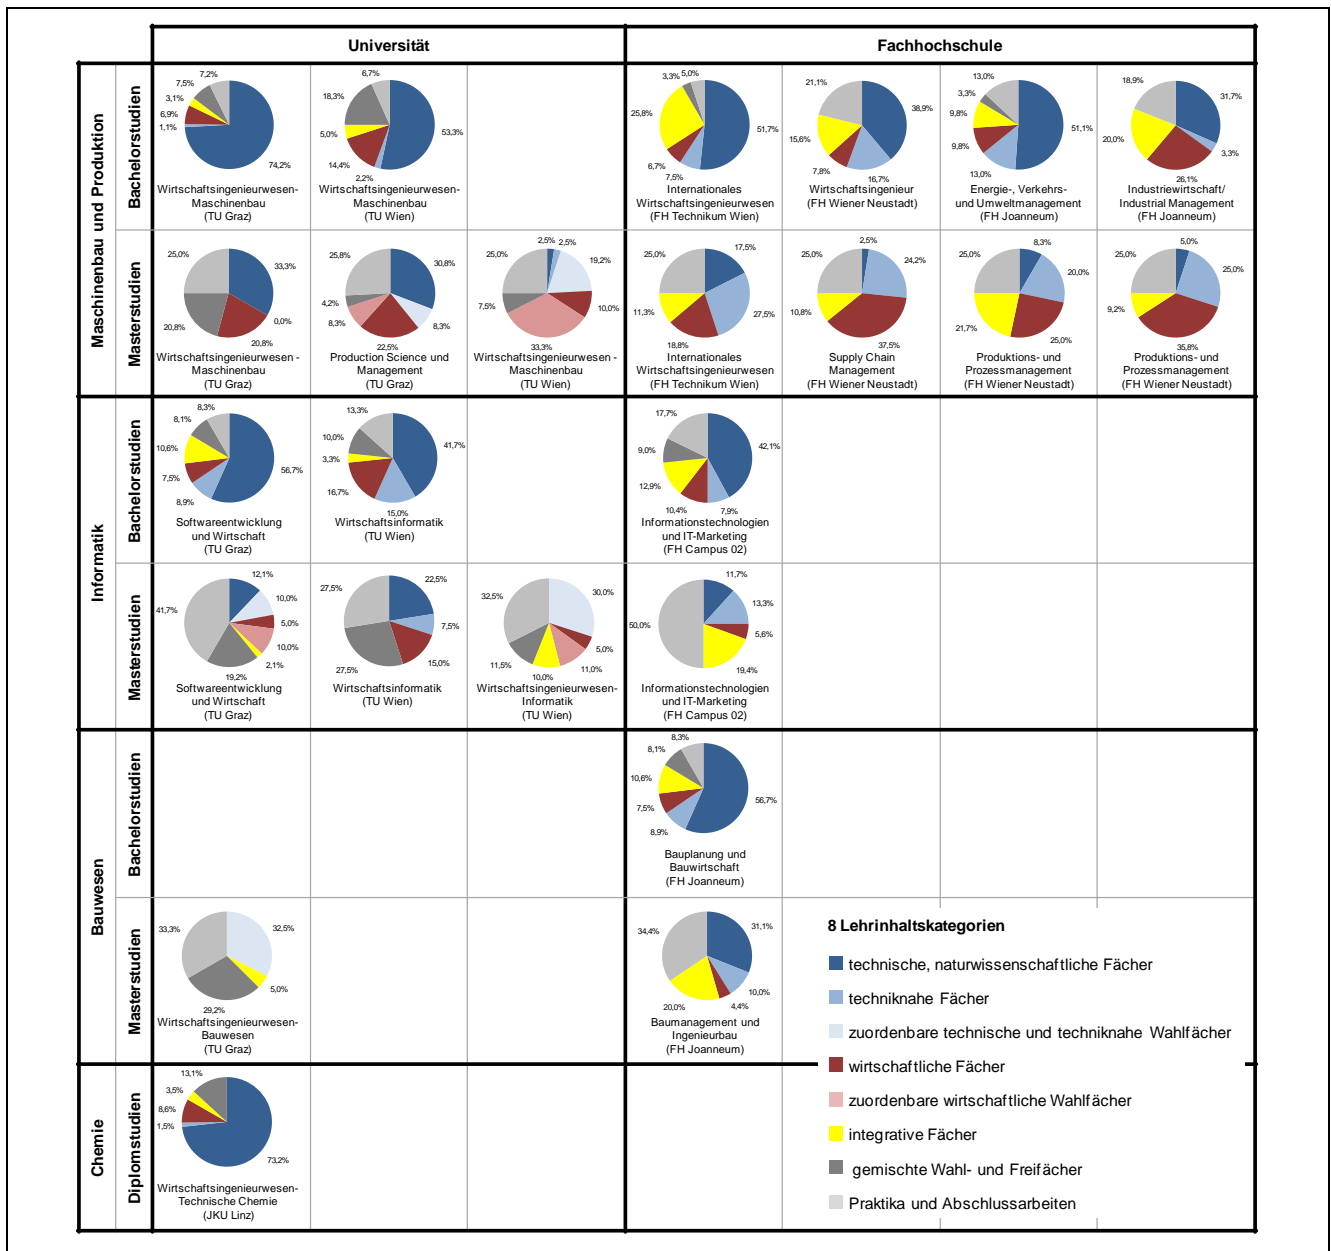 Universität
Fachhochschule
Maschinenbau und Produktion
Bachelorstudien
7,2%
7,5%
3,1%
6,9%
1,1%
74,2%
Wirtschaftsingenieurwesen-
Maschinenbau
(TU Graz)
6,7%
18,3%
5,0%
14,4%
2,2%
53,3%
Wirtschaftsingenieurwesen-
Maschinenbau
(TU Wien)
3,3%
5,0%
25,8%
6,7%
7,5%
51,7%
Internationales
Wirtschaftsingenieurwesen
(FH Technikum Wien)
21,1%
38,9%
15,6%
7,8%
16,7%
Wirtschaftsingenieur
(FH Wiener Neustadt)
13,0%
3,3%
9,8%
9,8%
13,0%
51,1%
Energie-, Verkehrs-
und Umweltmanagement
(FH Joanneum)
18,9%
31,7%
20,0%
3,3%
26,1%
Industriewirtschaft/
Industrial Management
(FH Joanneum)
Masterstudien
25,0%
33,3%
20,8%
0,0%
20,8%
Wirtschaftsingenieurwesen -
Maschinenbau
(TU Graz)
25,8%
30,8%
4,2%
8,3%
8,3%
22,5%
Production Science und
Management
(TU Graz)
2,5%
2,5%
25,0%
19,2%
7,5%
10,0%
33,3%
Wirtschaftsingenieurwesen -
Maschinenbau
(TU Wien)
25,0%
17,5%
11,3%
27,5%
18,8%
Internationales
Wirtschaftsingenieurwesen
(FH Technikum Wien)
2,5%
25,0%
24,2%
10,8%
37,5%
Supply Chain
Management
(FH Wiener Neustadt)
8,3%
25,0%
20,0%
21,7%
25,0%
Produktions- und
Prozessmanagement
(FH Wiener Neustadt)
5,0%
25,0%
25,0%
9,2%
35,8%
Produktions- und
Prozessmanagement
(FH Wiener Neustadt)
Informatik
Bachelorstudien
8,3%
8,1%
10,6%
7,5%
8,9%
56,7%
Softwareentwicklung
und Wirtschaft
(TU Graz)
13,3%
10,0%
41,7%
3,3%
16,7%
15,0%
Wirtschaftsinformatik
(TU Wien)
17,7%
42,1%
9,0%
12,9%
10,4%
7,9%
Informationstechnologien
und IT-Marketing
(FH Campus 02)
Masterstudien
12,1%
10,0%
41,7%
5,0%
10,0%
2,1%
19,2%
Softwareentwicklung
und Wirtschaft
(TU Graz)
27,5%
22,5%
7,5%
15,0%
27,5%
Wirtschaftsinformatik
(TU Wien)
32,5%
30,0%
5,0%
11,5%
11,0%
10,0%
Wirtschaftsingenieurwesen-
Informatik
(TU Wien)
11,7%
13,3%
50,0%
5,6%
19,4%
Informationstechnologien
und IT-Marketing
(FH Campus 02)
Bauwesen
Bachelorstudien
8,3%
8,1%
10,6%
7,5%
8,9%
56,7%
Bauplanung und
Bauwirtschaft
(FH Joanneum)
Masterstudien
33,3%
32,5%
5,0%
29,2%
Wirtschaftsingenieurwesen-
Bauwesen
(TU Graz)
34,4%
31,1%
10,0%
20,0%
4,4%
Baumanagement und
Ingenieurbau
(FH Joanneum)
Chemie
Diplomstudien
13,1%
3,5%
8,6%
1,5%
73,2%
Wirtschaftsingenieurwesen-
Technische Chemie
(JKU Linz)
8 Lehrinhaltskategorien
technische, naturwissenschaftliche Fächer
techniknahe Fächer
zuordenbare technische und techniknahe Wahlfächer
wirtschaftliche Fächer
zuordenbare wirtschaftliche Wahlfächer
integrative Fächer
gemischte Wahl- und Freifächer
Praktika und Abschlussarbeiten